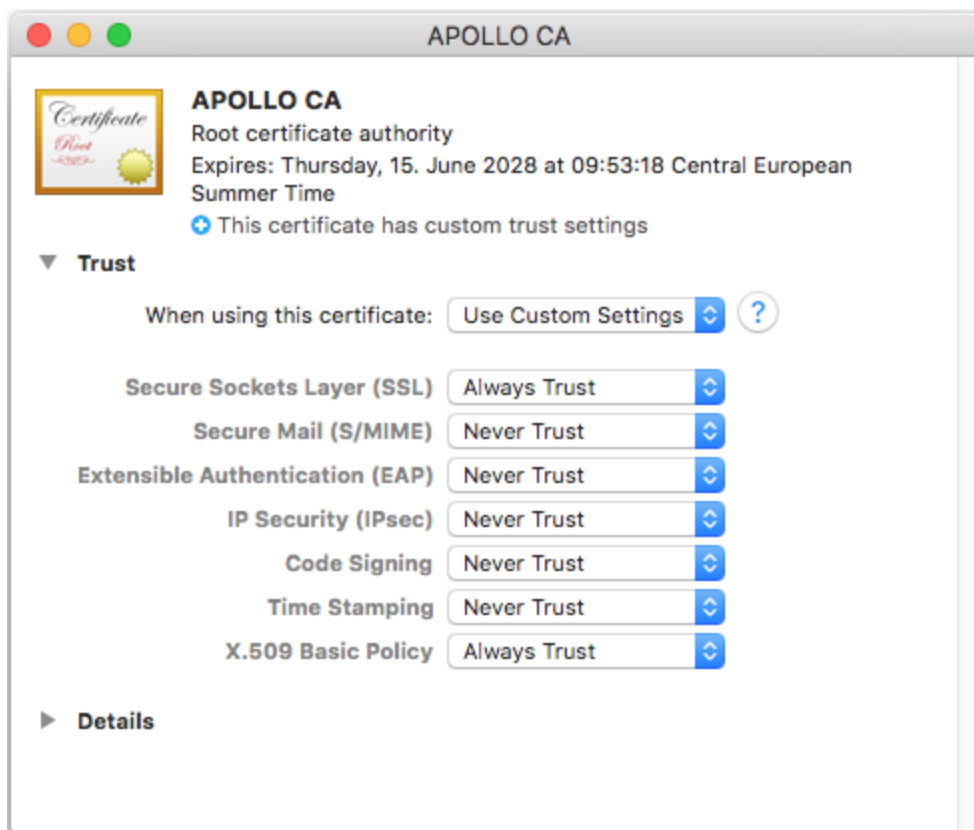 APOLLO CA
Certificate
Root
APOLLO CA
Root certificate authority
Expires: Thursday, 15. June 2028 at 09:53:18 Central European
Summer Time
This certificate has custom trust settings
Trust
When using this certificate: Use Custom Settings ?
Secure Sockets Layer (SSL) Always Trust
Secure Mail (S/MIME) Never Trust
Extensible Authentication (EAP) Never Trust
IP Security (IPsec) Never Trust
Code Signing Never Trust
Time Stamping Never Trust
X.509 Basic Policy Always Trust
Details